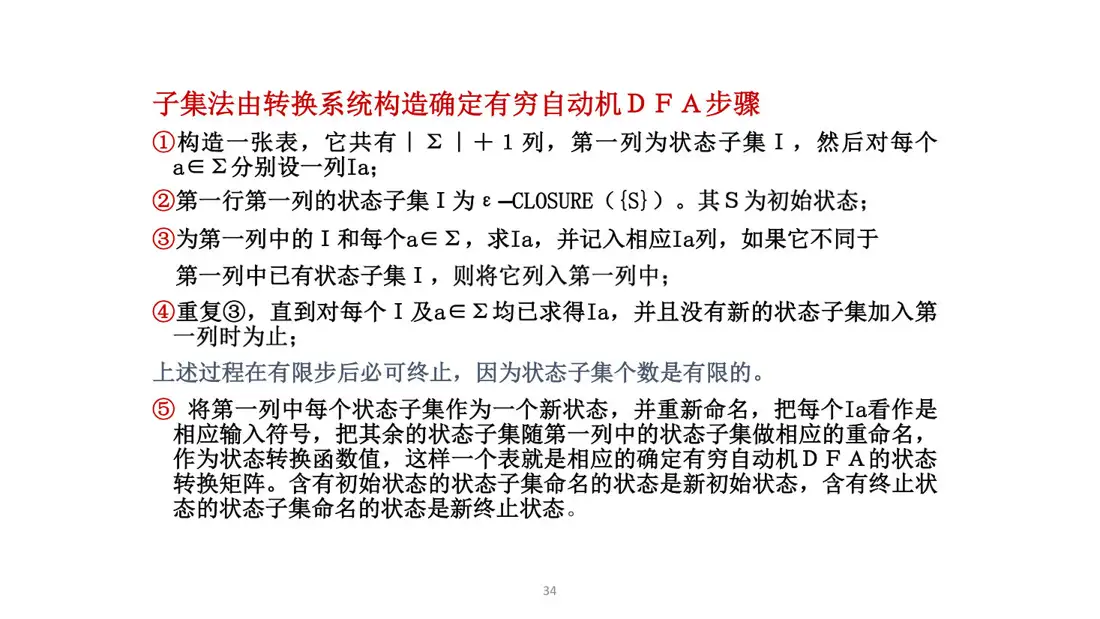 子集法由转换系统构造确定有穷自动机ＤＦＡ步骤
①构造一张表，它共有｜Σ｜＋１列，第一列为状态子集Ｉ，然后对每个
a∈Σ分别设一列Ia；
②第一行第一列的状态子集Ｉ为ε—CLOSURE（{S}）。其Ｓ为初始状态；
③为第一列中的Ｉ和每个a∈Σ，求Ia，并记入相应Ia列，如果它不同于
第一列中已有状态子集Ｉ，则将它列入第一列中；
④重复③，直到对每个Ｉ及a∈Σ均已求得Ia，并且没有新的状态子集加入第
一列时为止；
上述过程在有限步后必可终止，因为状态子集个数是有限的。
⑤ 将第一列中每个状态子集作为一个新状态，并重新命名，把每个Ia看作是
相应输入符号，把其余的状态子集随第一列中的状态子集做相应的重命名，
作为状态转换函数值，这样一个表就是相应的确定有穷自动机ＤＦＡ的状态
转换矩阵。含有初始状态的状态子集命名的状态是新初始状态，含有终止状
态的状态子集命名的状态是新终止状态。
34